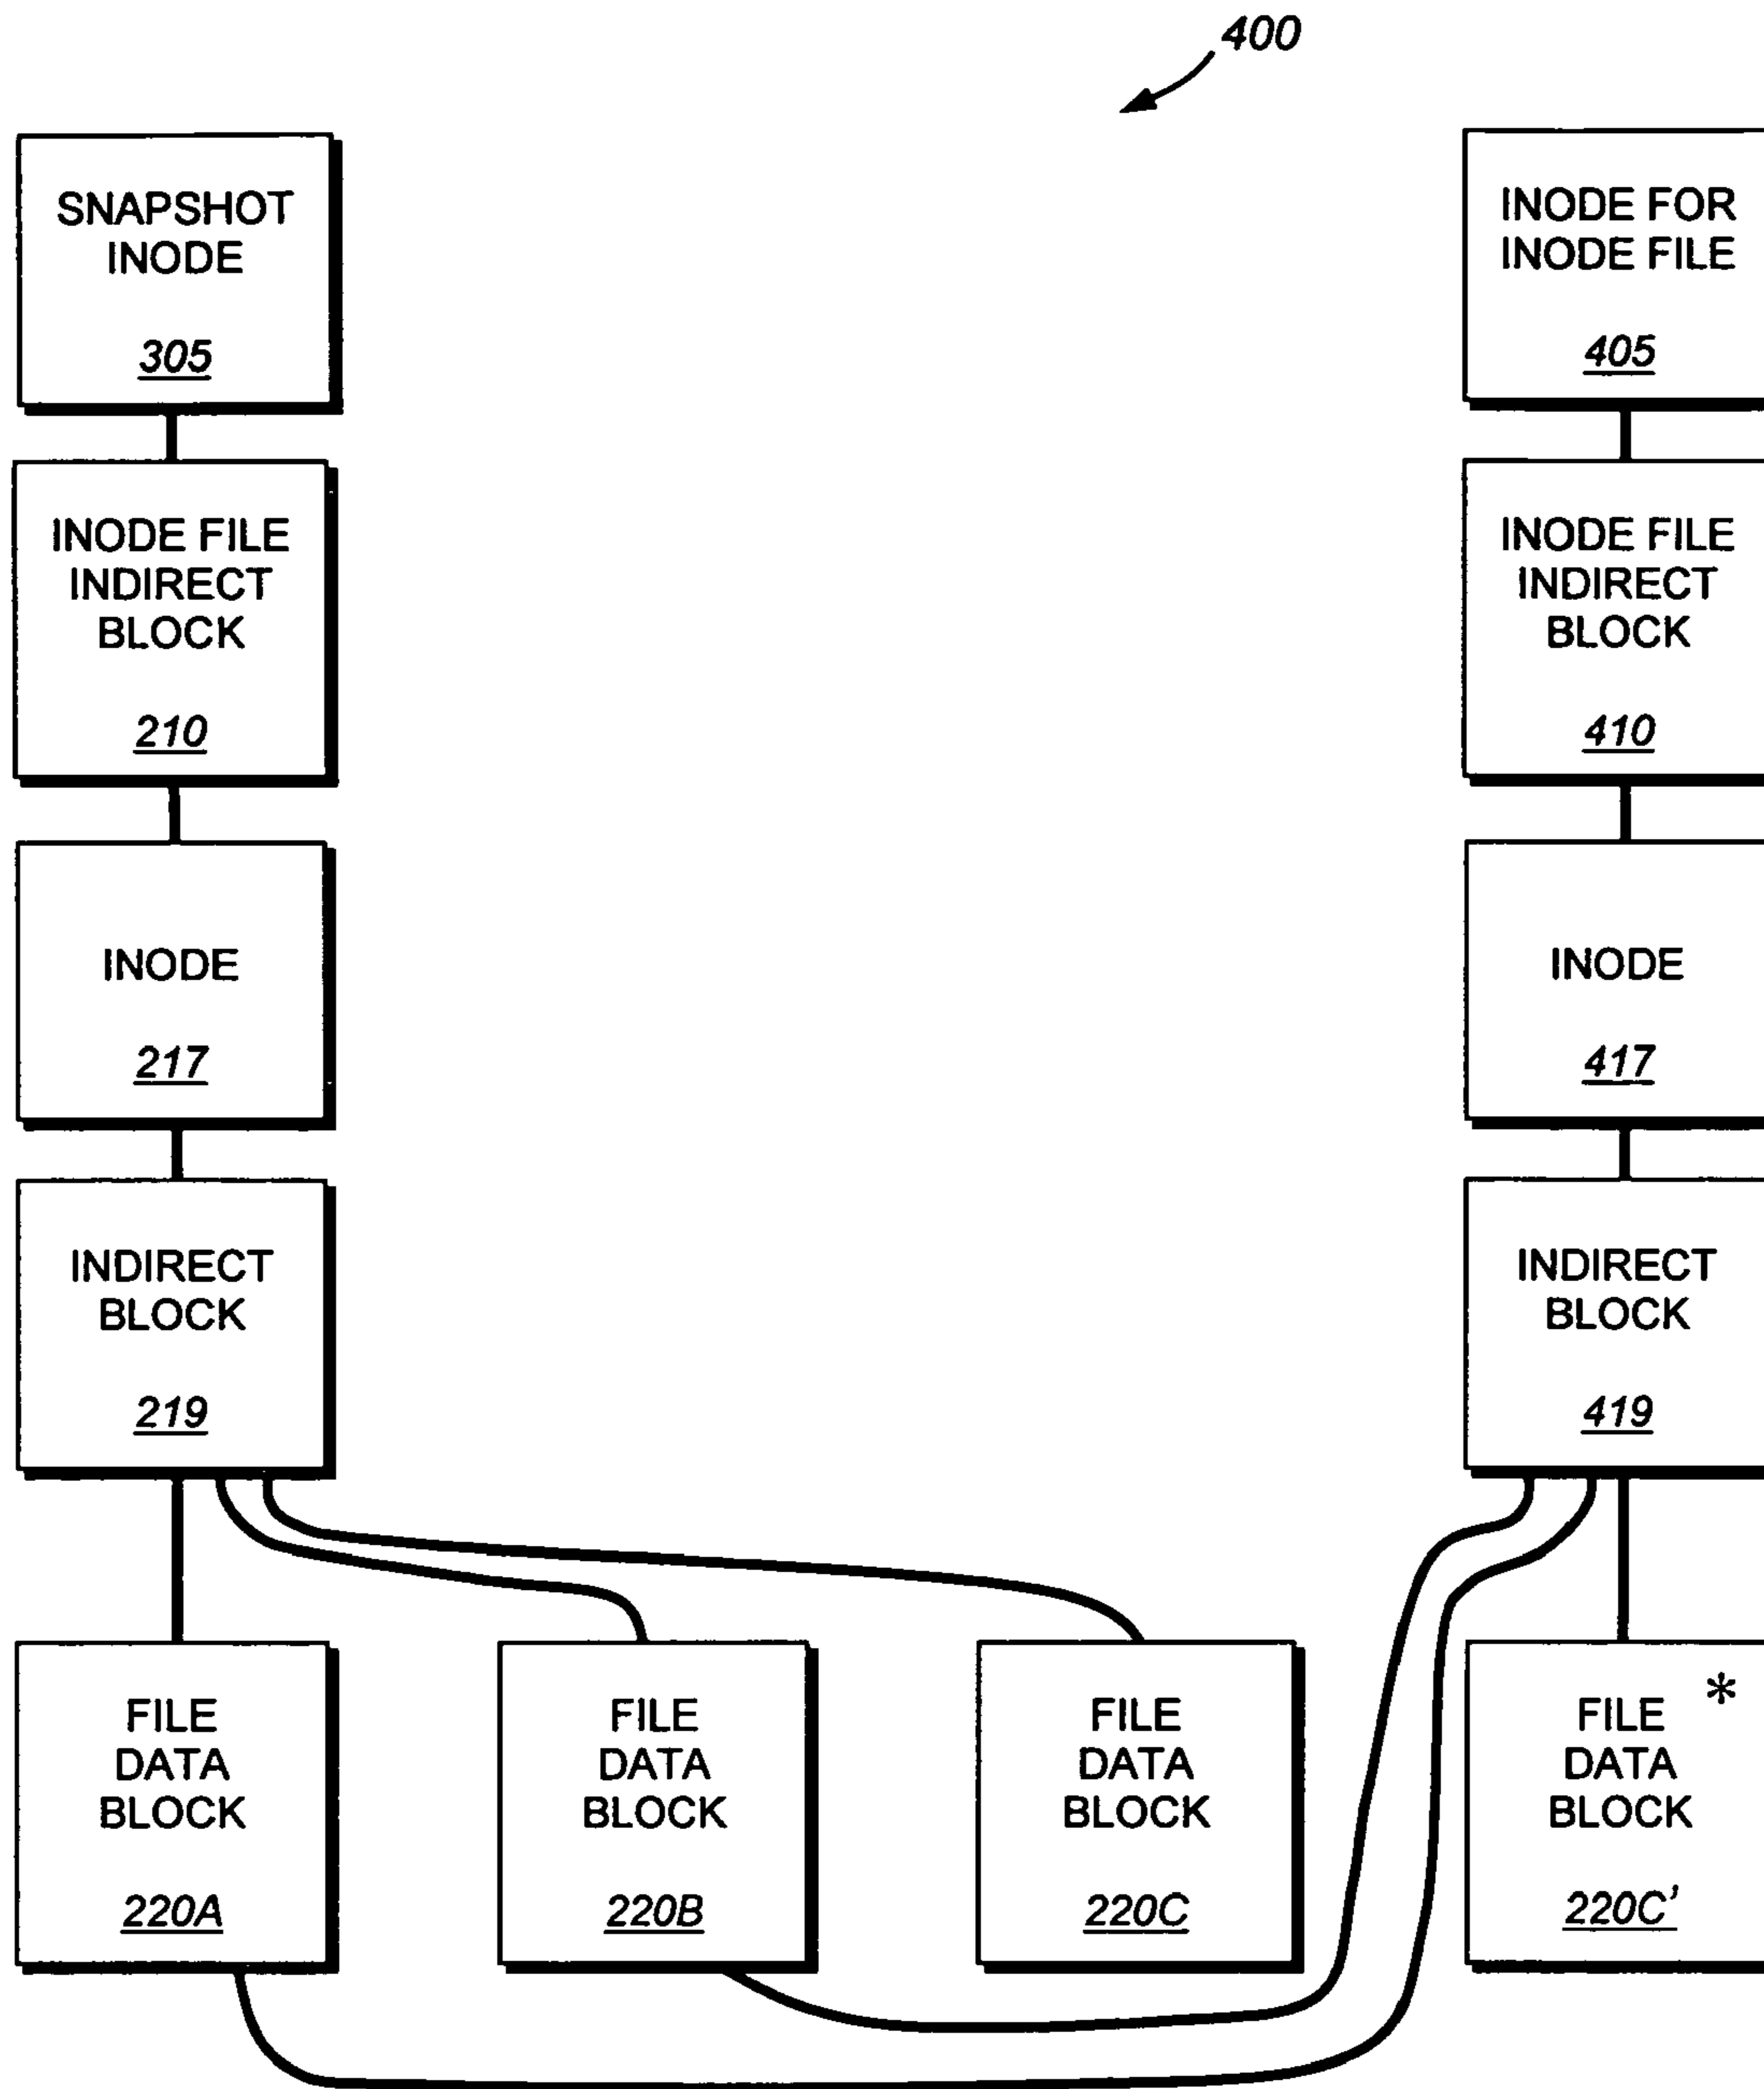 400
SNAPSHOT
INODE
305
INODE FOR
INODE FILE
405
INODE FILE
INDIRECT
BLOCK
210
INODE FILE
INDIRECT
BLOCK
410
INODE
217
INODE
417
INDIRECT
BLOCK
219
INDIRECT
BLOCK
419
FILE
DATA
BLOCK
220A
FILE
DATA
BLOCK
220B
FILE
DATA
BLOCK
220C
FILE *
DATA
BLOCK
220C’